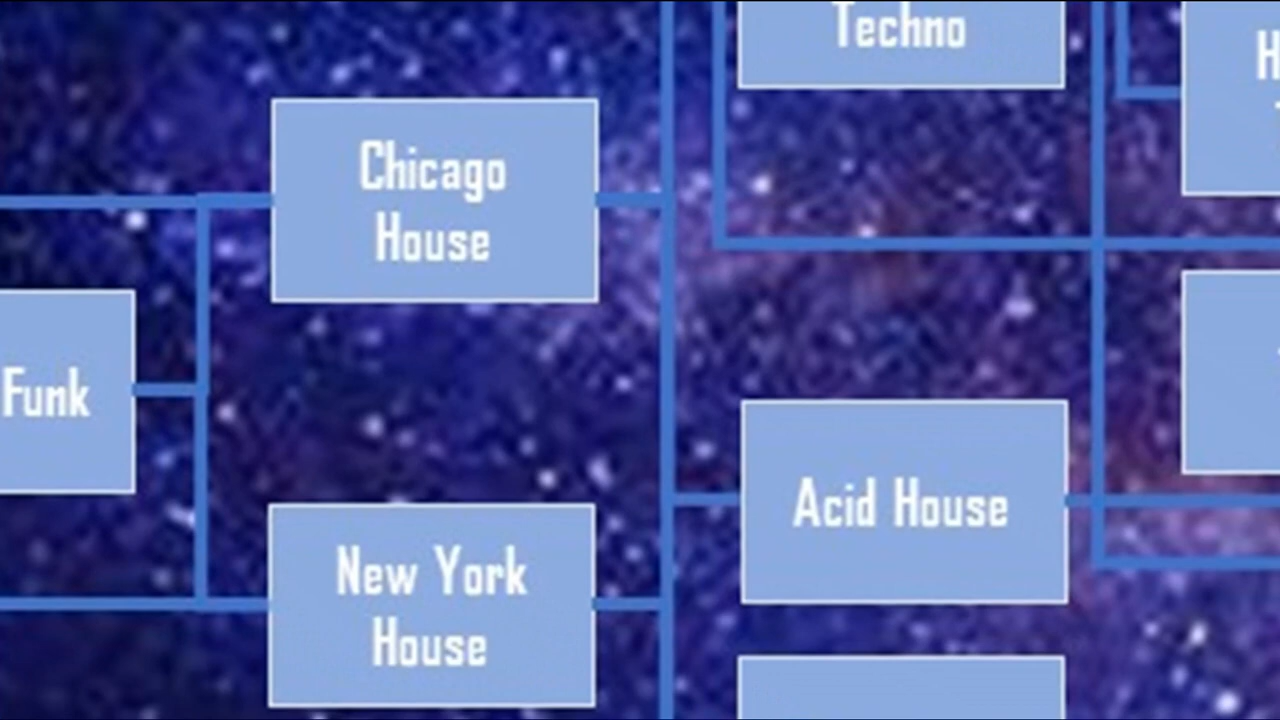 Techno
Chicago
House
Funk
Acid House
New York
House